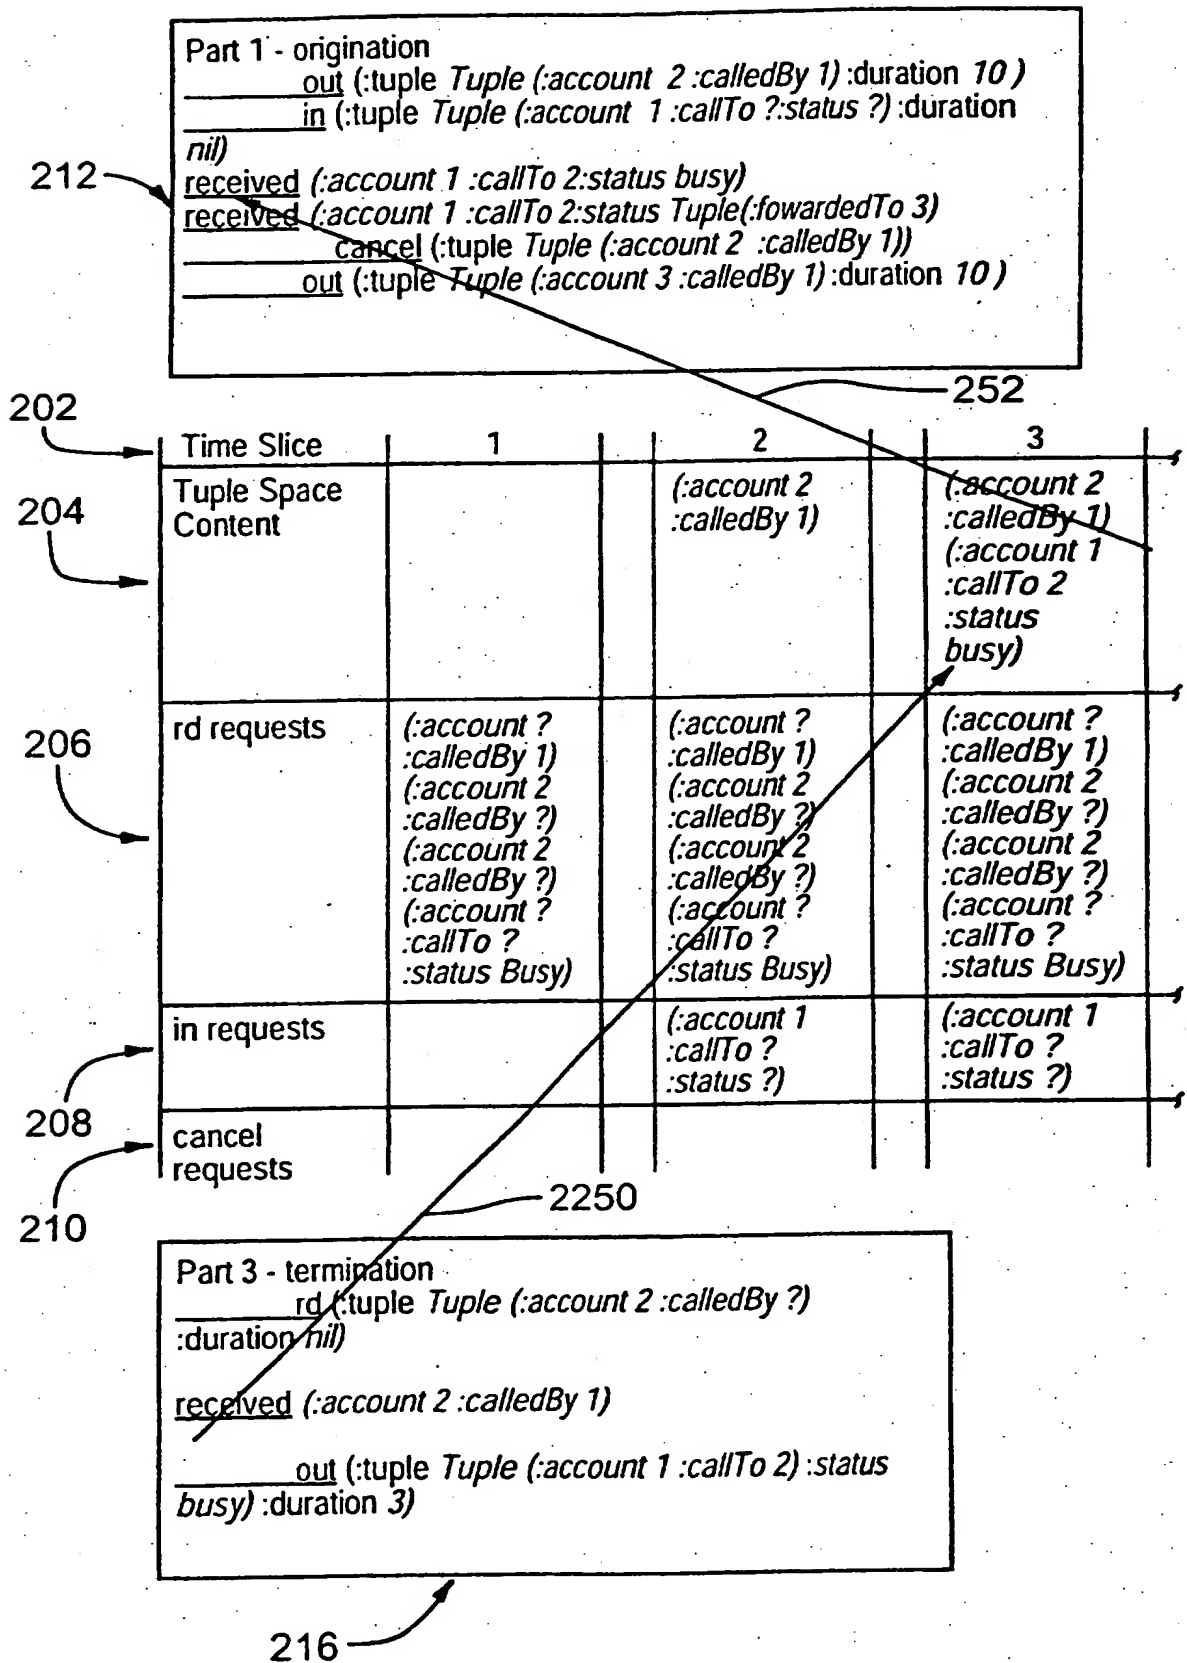 Part 1 - origination
out (:tuple Tuple (:account 2 :calledBy 1) :duration 10 )
in (:tuple Tuple (:account 1 :callTo ?:status ?) :duration
nil)
212
received (:account 1 :callTo 2:status busy)
received (:account 1 :callTo 2:status Tuple(:fowardedTo 3)
cancel (:tuple Tuple (:account 2 :calledBy 1))
out (:tuple Tuple (:account 3 :calledBy 1) :duration 10 )
252
202
Time Slice 1 2 3
204
Tuple Space
Content
(:account 2
:calledBy 1)
(:account 2
:calledBy 1)
(:account 1
:callTo 2
:status
busy)
206
rd requests
(:account ?
:calledBy 1)
(:account 2
:calledBy ?)
(:account 2
:calledBy ?)
(:account ?
:callTo ?
:status Busy)
(:account ?
:calledBy 1)
(:account 2
:calledBy ?)
(:account 2
:calledBy ?)
(:account ?
:callTo ?
:status Busy)
(:account ?
:calledBy 1)
(:account 2
:calledBy ?)
(:account 2
:calledBy ?)
(:account ?
:callTo ?
:status Busy)
208
in requests
(:account 1
:callTo ?
:status ?)
(:account 1
:callTo ?
:status ?)
210
cancel
requests
2250
Part 3 - termination
rd (:tuple Tuple (:account 2 :calledBy ?)
:duration nil)
received (:account 2 :calledBy 1)
out (:tuple Tuple (:account 1 :callTo 2) :status
busy) :duration 3)
216